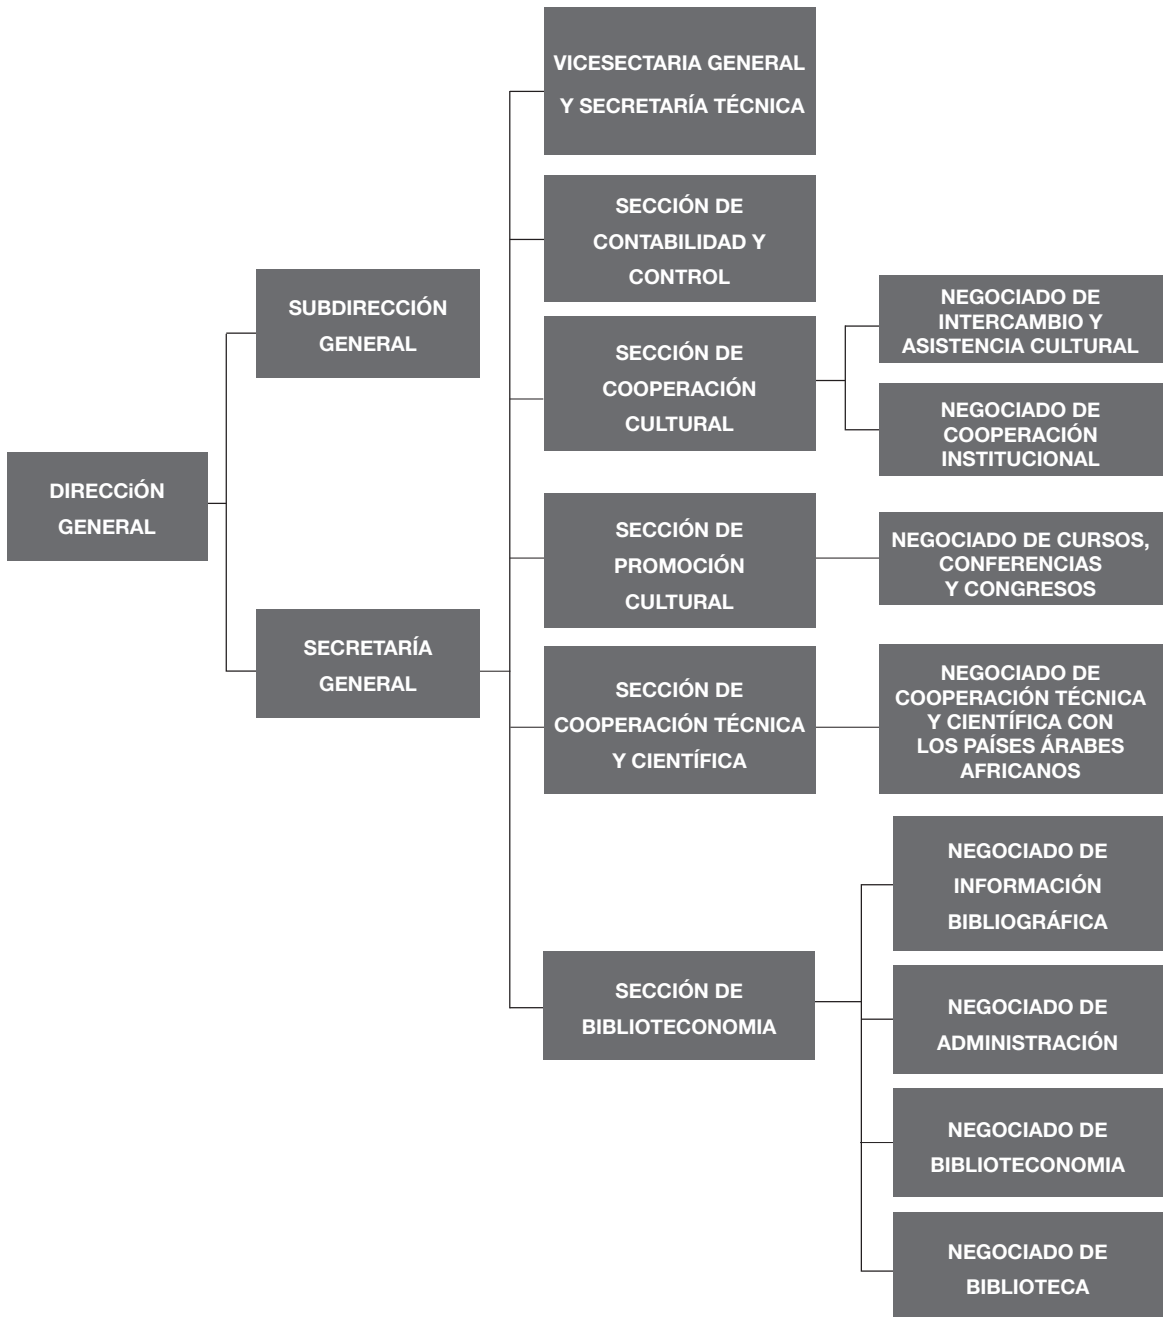 VICESECTARIA GENERAL
Y SECRETARÍA TÉCNICA
SECCIÓN DE
CONTABILIDAD Y
CONTROL
SUBDIRECCIÓN
GENERAL
SECCIÓN DE
COOPERACIÓN
CULTURAL
NEGOCIADO DE
INTERCAMBIO Y
ASISTENCIA CULTURAL
NEGOCIADO DE
COOPERACIÓN
INSTITUCIONAL
DIRECCiÓN
GENERAL
SECCIÓN DE
PROMOCIÓN
CULTURAL
NEGOCIADO DE CURSOS,
CONFERENCIAS
Y CONGRESOS
SECRETARÍA
GENERAL
SECCIÓN DE
COOPERACIÓN TÉCNICA
Y CIENTÍFICA
NEGOCIADO DE
COOPERACIÓN TÉCNICA
Y CIENTÍFICA CON
LOS PAÍSES ÁRABES
AFRICANOS
NEGOCIADO DE
INFORMACIÓN
BIBLIOGRÁFICA
SECCIÓN DE
BIBLIOTECONOMIA
NEGOCIADO DE
ADMINISTRACIÓN
NEGOCIADO DE
BIBLIOTECONOMIA
NEGOCIADO DE
BIBLIOTECA